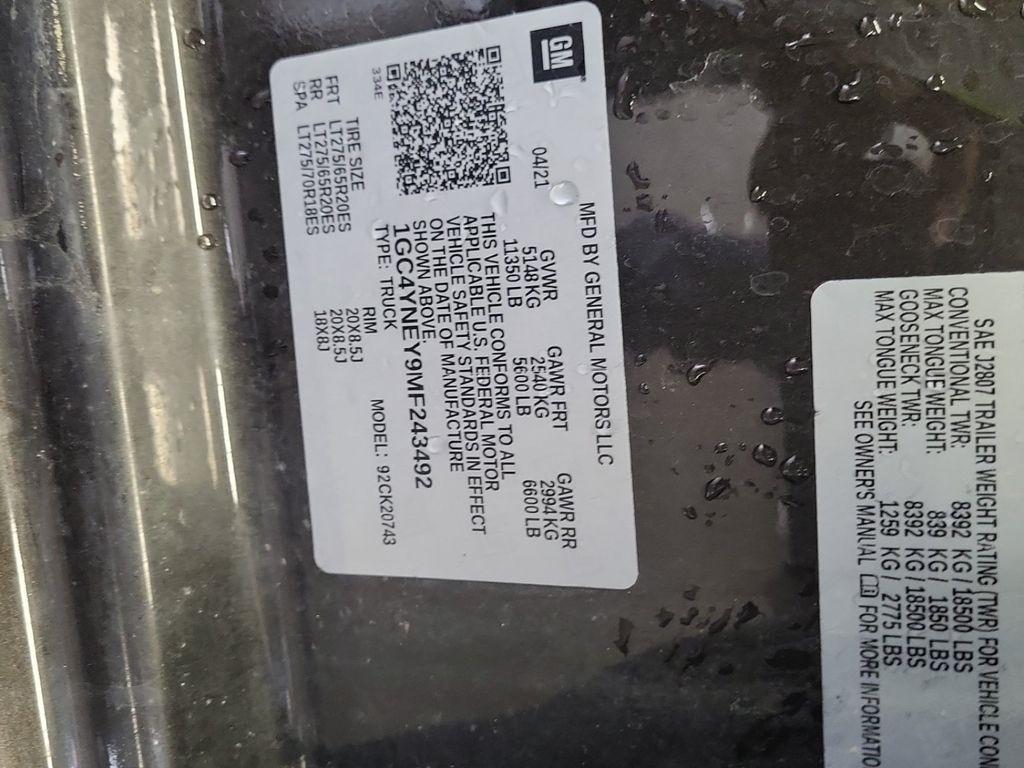 GM
MFD BY GENERAL MOTORS LLC
04/21
GVWR GAWR FRT GAWR RR
5148KG 2540 KG 2994 KG
11350 LB 5600 LB 6600 LB
THIS VEHICLE CONFORMS TO ALL
APPLICABLE U.S. FEDERAL MOTOR
VEHICLE SAFETY STANDARDS IN EFFECT
ON THE DATE OF MANUFACTURE
SHOWN ABOVE.
1GC4YNEY9MF243492
334E
TYPE: TRUCK MODEL: 92CK20743
TIRE SIZE RIM
FRT LT275/65R20ES 20X8.5J
RR LT275/65R20ES 20X8.5J
SPA LT275/70R18ES 18X8J
SAE J2807 TRAILER WEIGHT RATING (TWR) FOR VEHICLE CON
CONVENTIONAL TWR: 8392 KG / 18500 LBS
MAX TONGUE WEIGHT: 839 KG / 1850 LBS
GOOSENECK TWR: 8392 KG / 18500 LBS
MAX TONGUE WEIGHT: 1259 KG / 2775 LBS
SEE OWNER'S MANUAL FOR MORE INFORMATIO